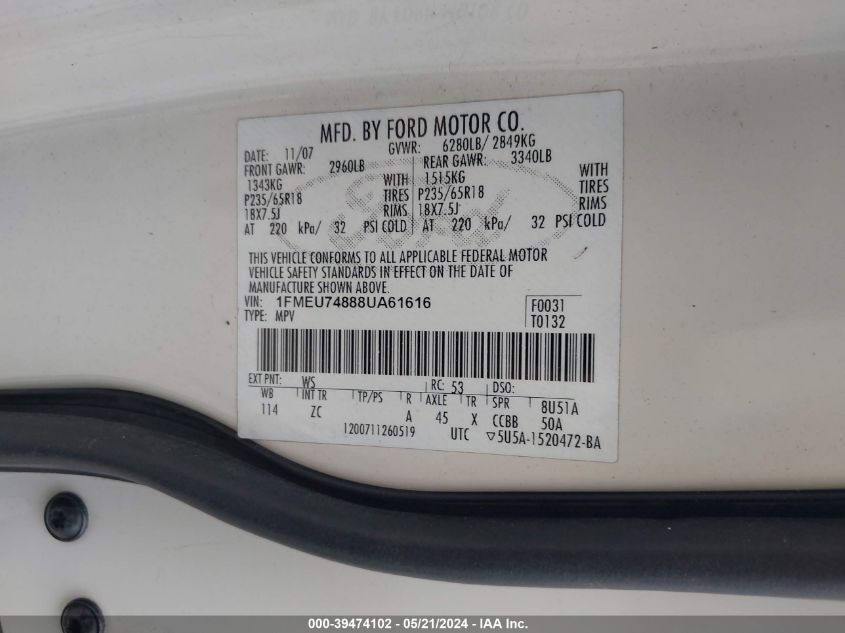 MFD. BY FORD MOTOR CO.
DATE: 11/07 GVWR: 6280LB/ 2849KG
FRONT GAWR: 2960LB REAR GAWR: 3340LB
1343KG WITH 1515KG WITH
P235/65R18 TIRES P235/65R18 TIRES
18X7.5J RIMS 18X7.5J RIMS
AT 220 kPa/ 32 PSI COLD AT 220 kPa/ 32 PSI COLD
Ford
THIS VEHICLE CONFORMS TO ALL APPLICABLE FEDERAL MOTOR
VEHICLE SAFETY STANDARDS IN EFFECT ON THE DATE OF
MANUFACTURE SHOWN ABOVE.
VIN: 1FMEU74888UA61616 F0031
TYPE: MPV T0132
EXT PNT: WS RC: 53 DSO:
WB INT TR TP/PS R AXLE TR SPR 8U51A
114 ZC A 45 X CCBB 50A
1200711260519 UTC ▽5U5A-1520472-BA
000-39474102 - 05/21/2024 - IAA Inc.